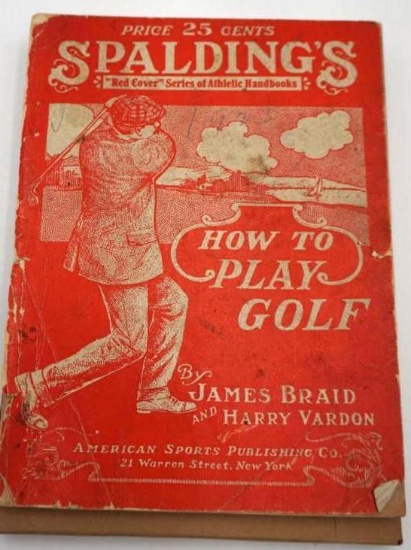 PRICE 25 CENTS
SPALDING'S
"Red Cover" Series of Athletic Handbooks
HOW TO
PLAY
GOLF
By
JAMES BRAID
AND HARRY VARDON
AMERICAN SPORTS PUBLISHING CO.
21 Warren Street, New York